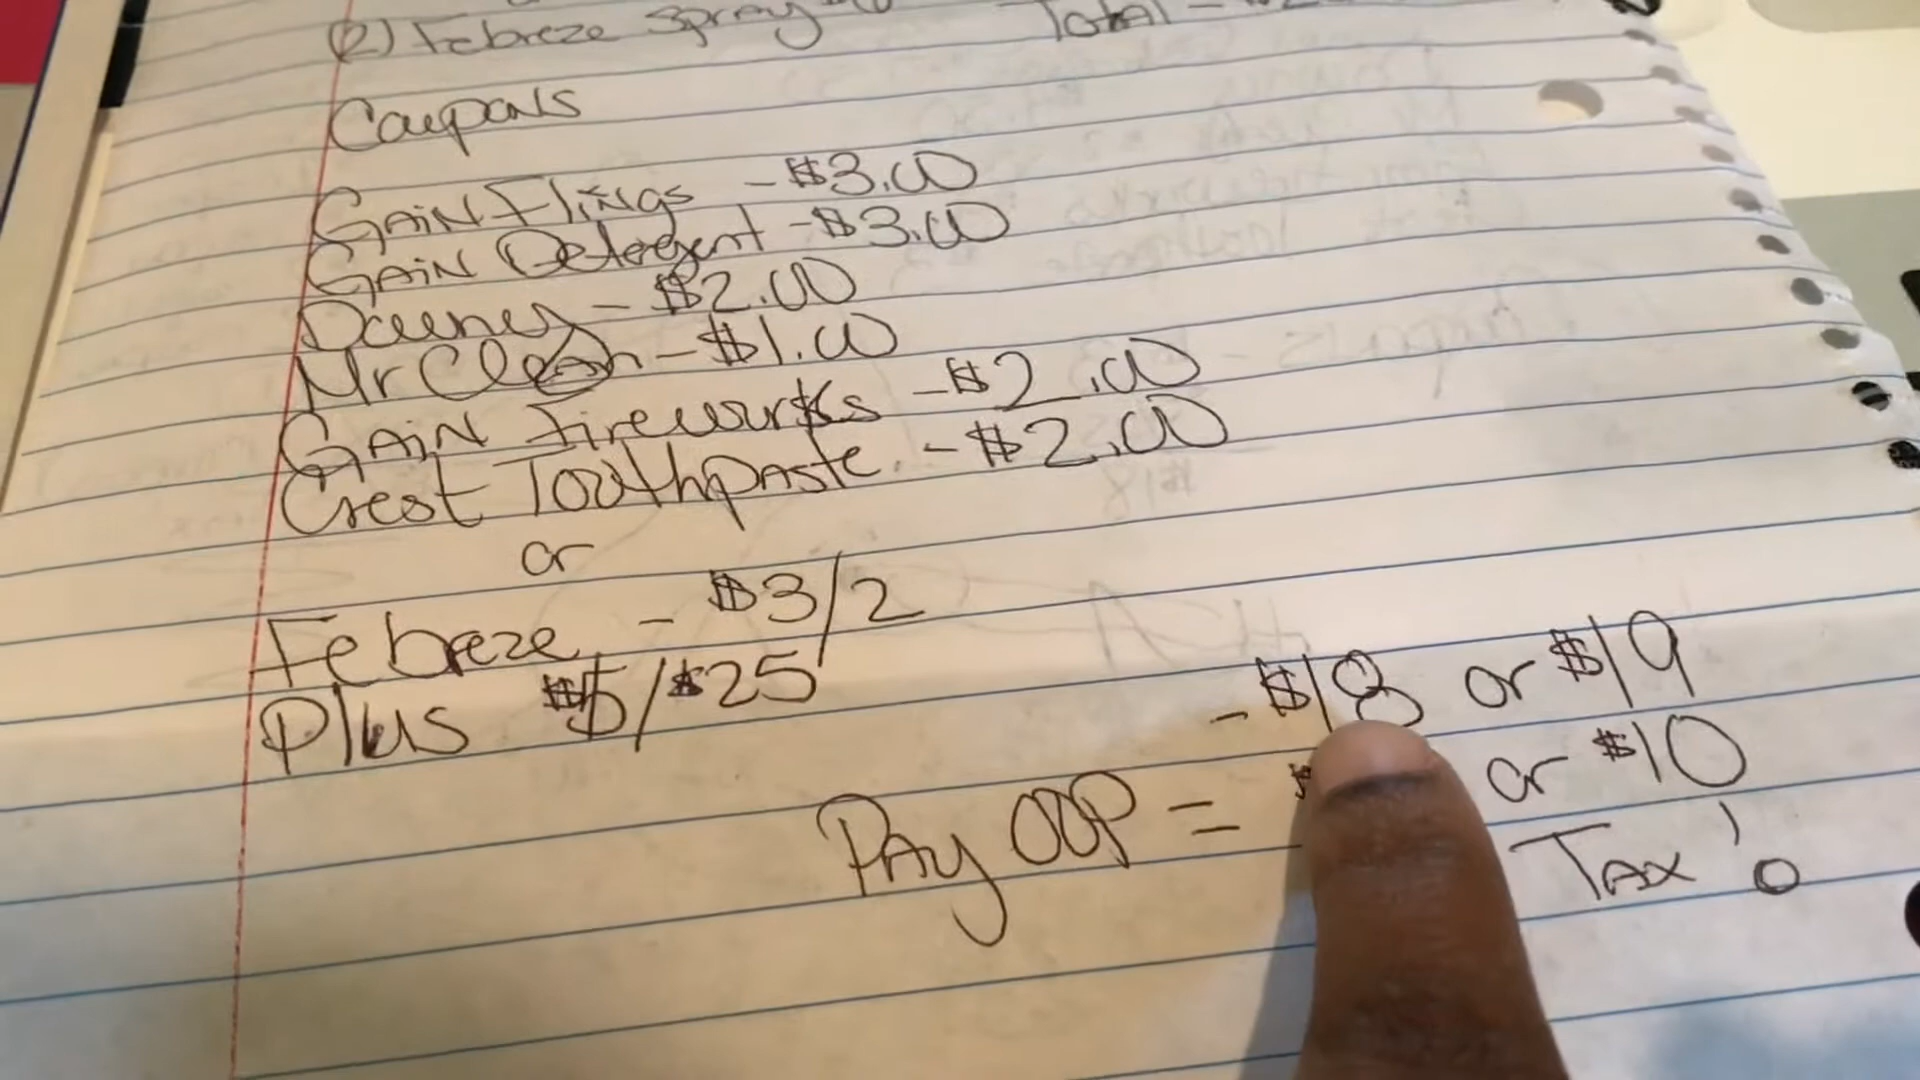 (2) Febreze Spray
Total -
Coupons
GAiN Flings - $3.00
GAiN Detergent - $3.00
Downey - $2.00
Mr Clean - $1.00
GAiN Fireworks - $2.00
Crest Toothpaste. - $2.00
or
Febreze - $3/2
Plus $5/$25
- $18 or $19
Pay OOP = $ or $10
Tax!